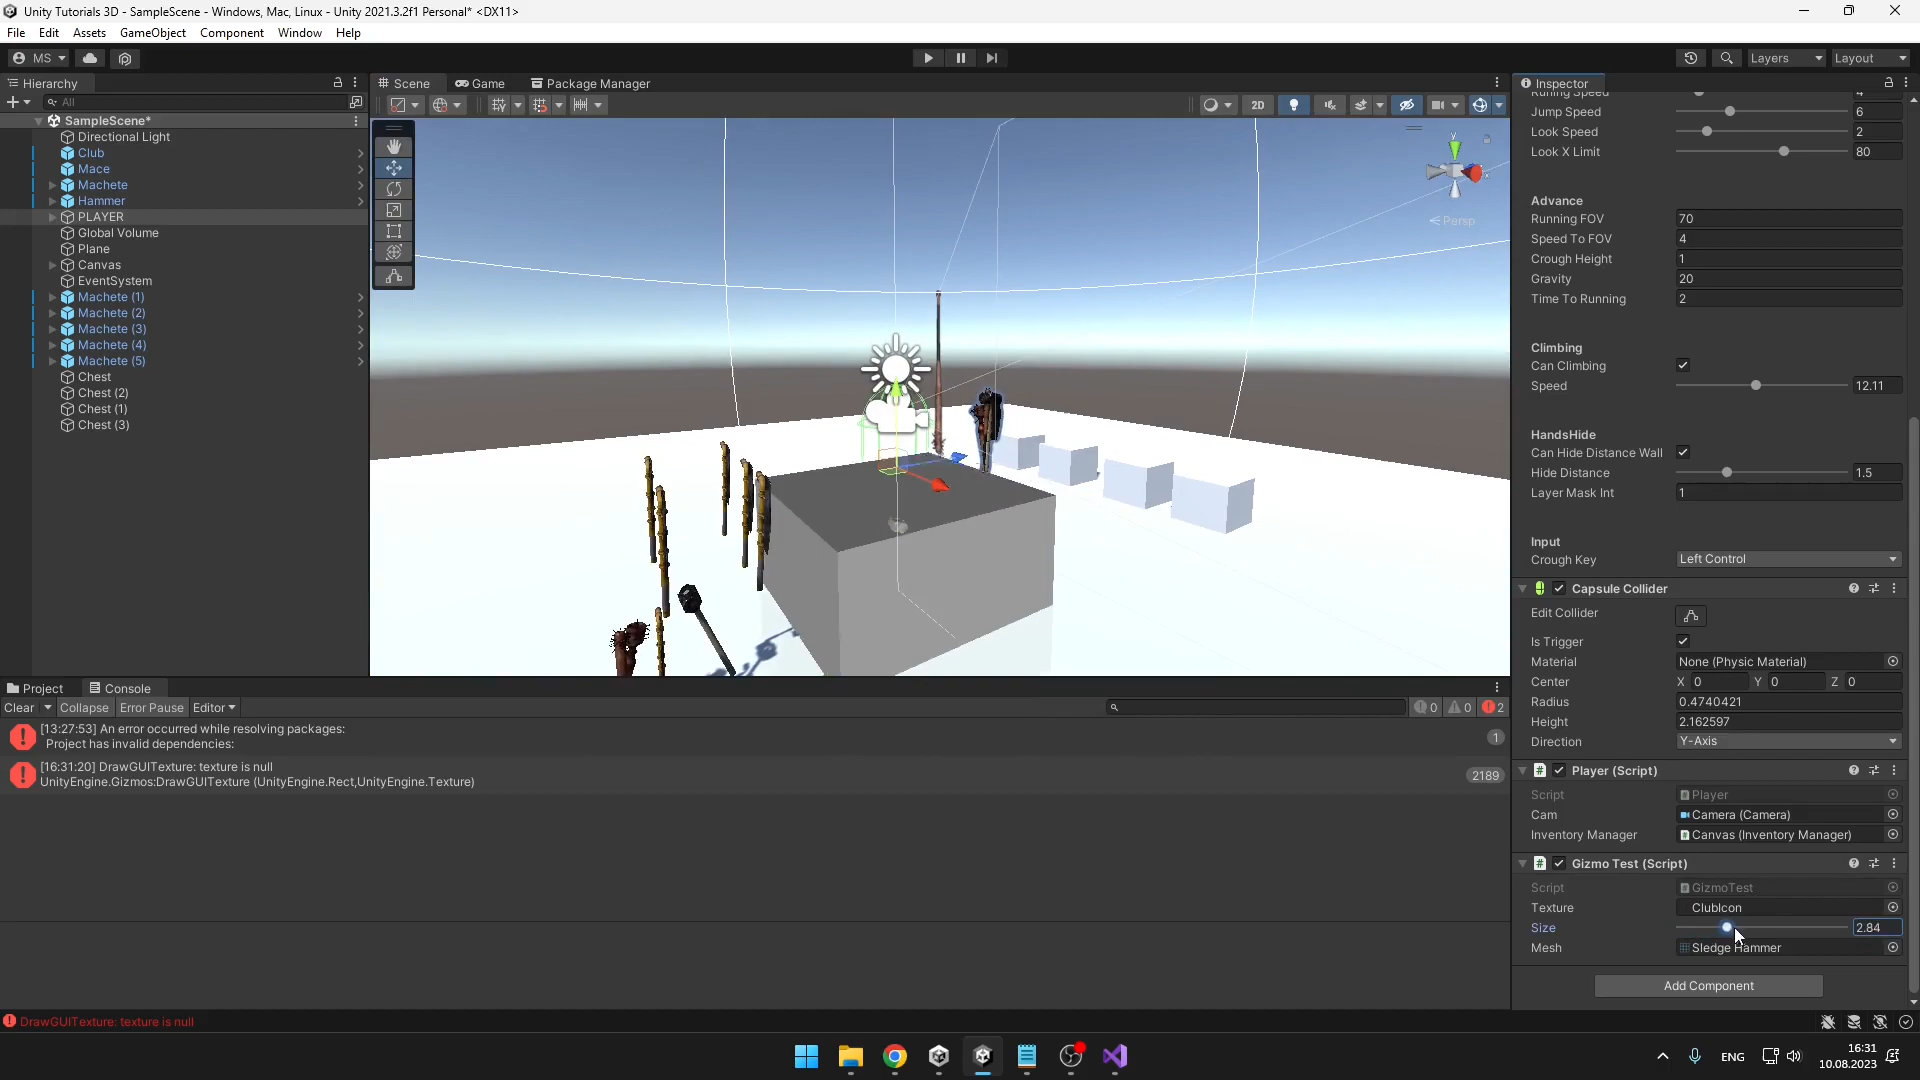 Unity Tutorials 3D - SampleScene - Windows, Mac, Linux - Unity 2021.3.2f1 Personal* <DX11>
File Edit Assets GameObject Component Window Help
MS Layers Layout
Hierarchy Scene Game Package Manager Inspector
All 2D
SampleScene*
Directional Light
Club
Mace
Machete
Hammer
PLAYER
Global Volume
Plane
Canvas
EventSystem
Machete (1)
Machete (2)
Machete (3)
Machete (4)
Machete (5)
Chest
Chest (2)
Chest (1)
Chest (3)
y
Persp
Runing Speed 4
Jump Speed 6
Look Speed 2
Look X Limit 80
Advance
Running FOV 70
Speed To FOV 4
Crough Height 1
Gravity 20
Time To Running 2
Climbing
Can Climbing
Speed 12.11
HandsHide
Can Hide Distance Wall
Hide Distance 1.5
Layer Mask Int 1
Input
Crough Key Left Control
Capsule Collider
Edit Collider
Is Trigger
Material None (Physic Material)
Center X 0 Y 0 Z 0
Radius 0.4740421
Height 2.162597
Direction Y-Axis
# Player (Script)
Script Player
Cam Camera (Camera)
Inventory Manager Canvas (Inventory Manager)
# Gizmo Test (Script)
Script GizmoTest
Texture ClubIcon
Size 2.84
Mesh Sledge Hammer
Add Component
Project Console
Clear Collapse Error Pause Editor 0 0 2
[13:27:53] An error occurred while resolving packages:
Project has invalid dependencies:
1
[16:31:20] DrawGUITexture: texture is null
UnityEngine.Gizmos:DrawGUITexture (UnityEngine.Rect,UnityEngine.Texture)
2189
DrawGUITexture: texture is null
ENG 16:31
10.08.2023